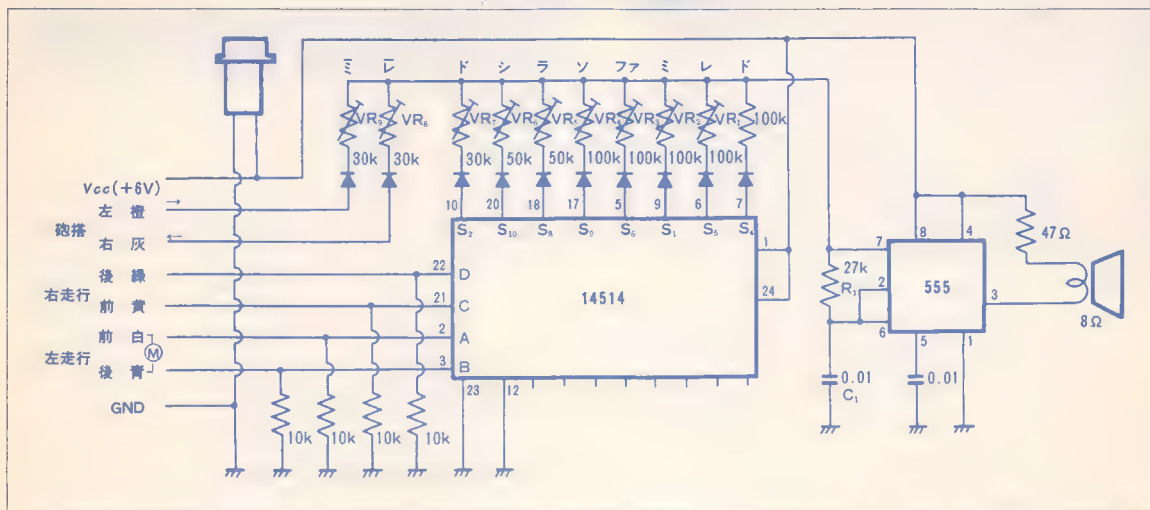 ミ レ ド シ ラ ソ ファ ミ レ ド
VR₉ VR₈ VR₇ VR₆ VR₅ VR₄ VR₃ VR₂ VR₁ 100k
30k 30k 30k 50k 50k 100k 100k 100k 100k
Vcc(+6V)
砲搭
左 橙
右 灰
右走行
後 緑
前 黄
左走行
前 白
後 青
M
GND
10 20 18 17 5 9 6 7
S₂ S₁₀ S₈ S₉ S₆ S₁ S₅ S₄
22 D
21 C
2 A
3 B
14514
1
24
23 12
10k 10k 10k 10k
7 8 4
27k
2
6
555
3
5 1
47Ω
8Ω
0.01
C₁
0.01